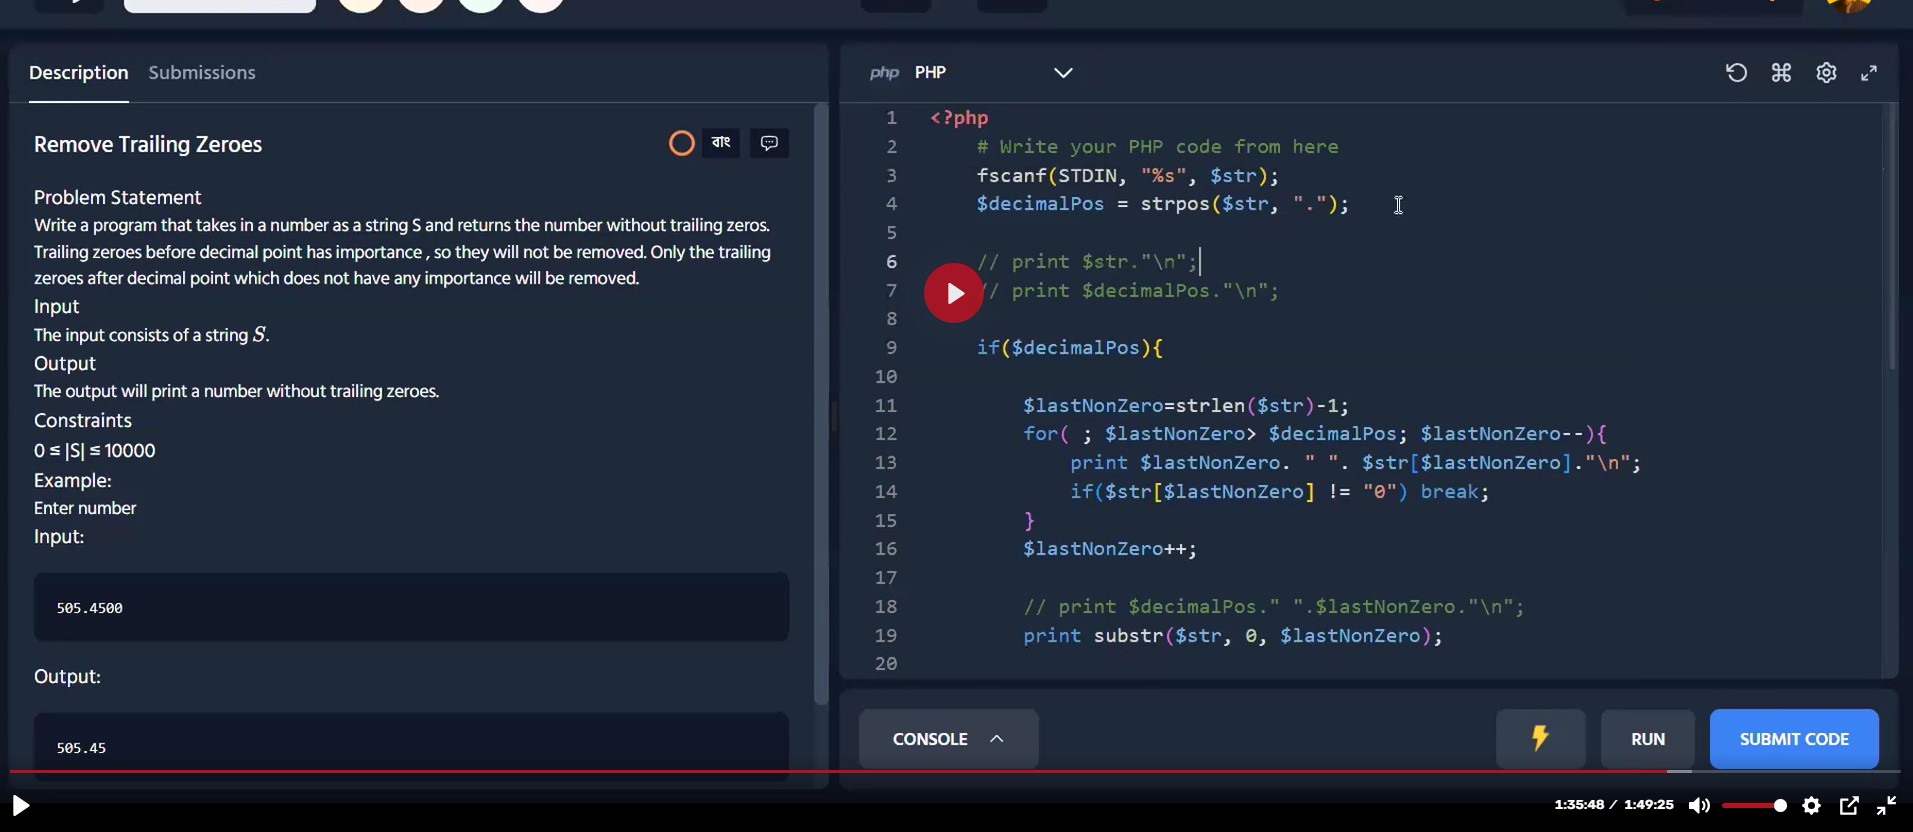 Description Submissions
Remove Trailing Zeroes
বাং
Problem Statement
Write a program that takes in a number as a string S and returns the number without trailing zeros.
Trailing zeroes before decimal point has importance , so they will not be removed. Only the trailing
zeroes after decimal point which does not have any importance will be removed.
Input
The input consists of a string S.
Output
The output will print a number without trailing zeroes.
Constraints
0 ≤ |S| ≤ 10000
Example:
Enter number
Input:
505.4500
Output:
505.45
php PHP
1 <?php
2 # Write your PHP code from here
3 fscanf(STDIN, "%s", $str);
4 $decimalPos = strpos($str, ".");
5
6 // print $str."\n";
7 // print $decimalPos."\n";
8
9 if($decimalPos){
10
11 $lastNonZero=strlen($str)-1;
12 for( ; $lastNonZero> $decimalPos; $lastNonZero--){
13 print $lastNonZero. " ". $str[$lastNonZero]."\n";
14 if($str[$lastNonZero] != "0") break;
15 }
16 $lastNonZero++;
17
18 // print $decimalPos." ".$lastNonZero."\n";
19 print substr($str, 0, $lastNonZero);
20
CONSOLE
RUN
SUBMIT CODE
1:35:48 / 1:49:25